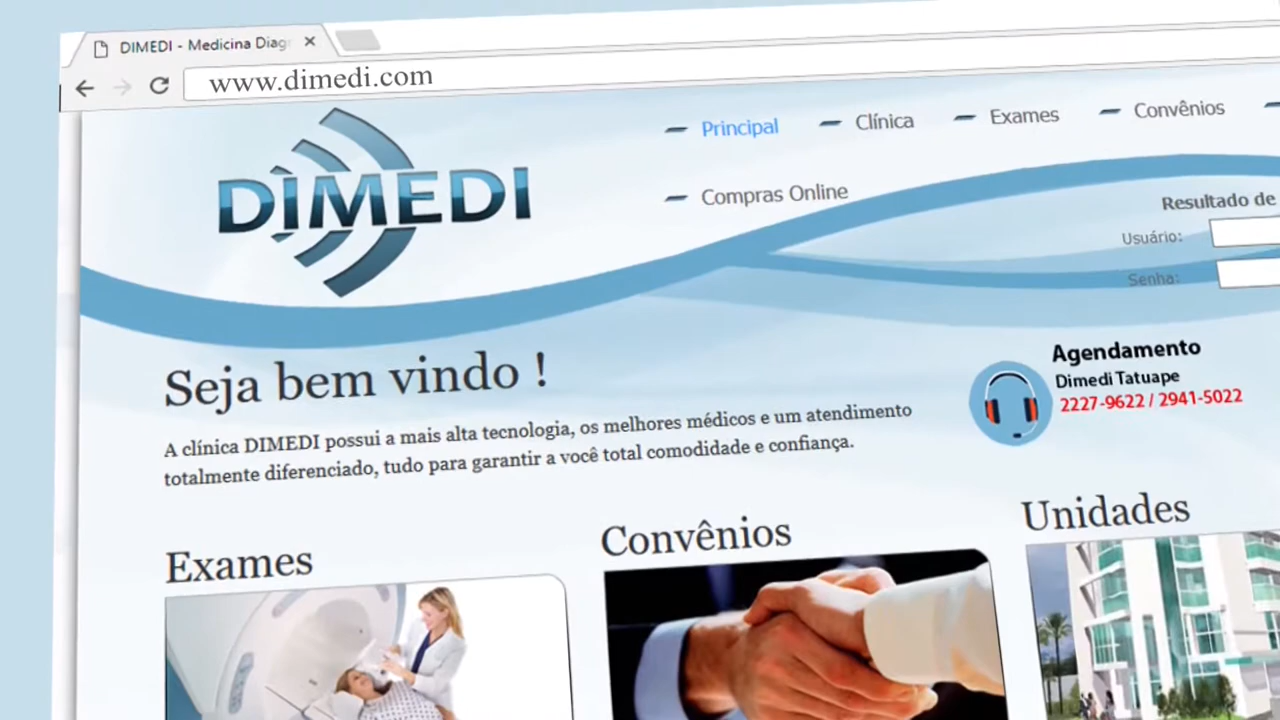 DIMEDI - Medicina Diag
www.dimedi.com
DIMEDI
Principal
Clínica
Exames
Convênios
Compras Online
Resultado de
Usuário:
Senha:
Seja bem vindo !
A clínica DIMEDI possui a mais alta tecnologia, os melhores médicos e um atendimento
totalmente diferenciado, tudo para garantir a você total comodidade e confiança.
Agendamento
Dimedi Tatuape
2227-9622 / 2941-5022
Exames
Convênios
Unidades